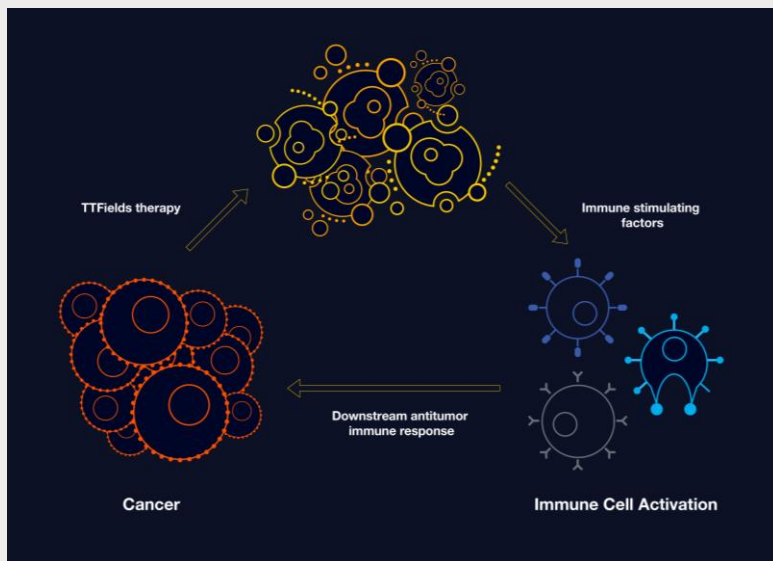 TTFields therapy
Immune stimulating
factors
Downstream antitumor
immune response
Cancer
Immune Cell Activation